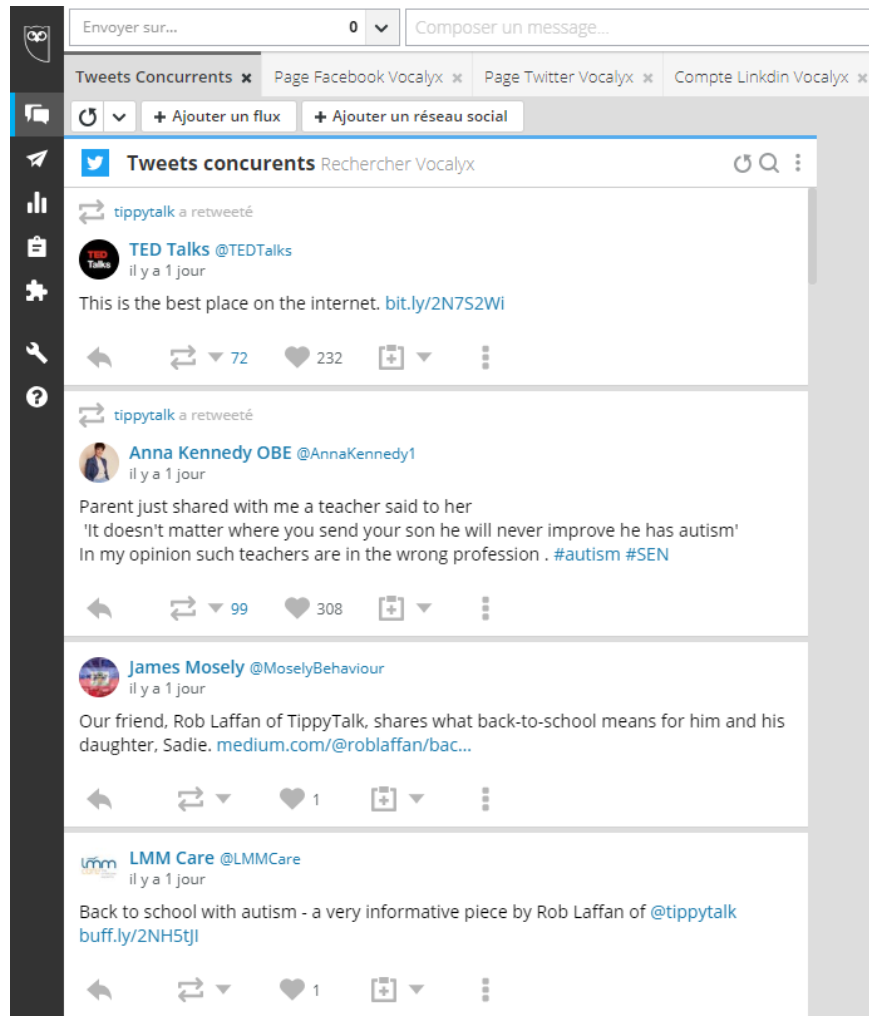 Envoyer sur... 0 Composer un message...
Tweets Concurrents × Page Facebook Vocalyx × Page Twitter Vocalyx × Compte Linkdin Vocalyx ×
+ Ajouter un flux + Ajouter un réseau social
Tweets concurents Rechercher Vocalyx
tippytalk a retweeté
TED Talks @TEDTalks
TED Talks
il y a 1 jour
This is the best place on the internet. bit.ly/2N7S2Wi
72 232
tippytalk a retweeté
Anna Kennedy OBE @AnnaKennedy1
il y a 1 jour
Parent just shared with me a teacher said to her
'It doesn't matter where you send your son he will never improve he has autism'
In my opinion such teachers are in the wrong profession . #autism #SEN
99 308
James Mosely @MoselyBehaviour
il y a 1 jour
Our friend, Rob Laffan of TippyTalk, shares what back-to-school means for him and his
daughter, Sadie. medium.com/@roblaffan/bac...
1
lmm LMM Care @LMMCare
il y a 1 jour
Back to school with autism - a very informative piece by Rob Laffan of @tippytalk
buff.ly/2NH5tJI
1